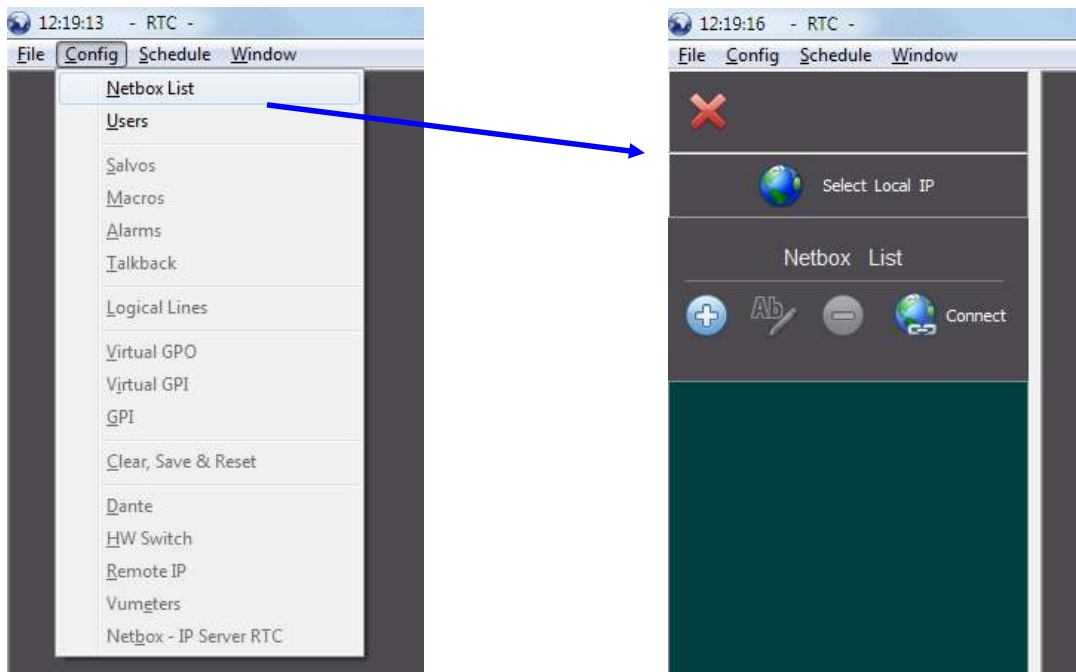 12:19:13 - RTC -
File Config Schedule Window
Netbox List
Users
Salvos
Macros
Alarms
Talkback
Logical Lines
Virtual GPO
Virtual GPI
GPI
Clear, Save & Reset
Dante
HW Switch
Remote IP
Vumeters
Netbox - IP Server RTC
12:19:16 - RTC -
File Config Schedule Window
Select Local IP
Netbox List
Ab
Connect